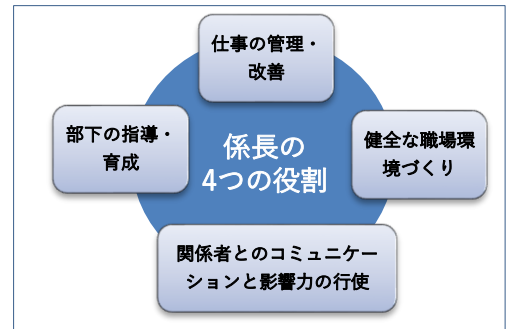 仕事の管理・
改善
部下の指導・
育成
係長の
4つの役割
健全な職場環
境づくり
関係者とのコミュニケー
ションと影響力の行使